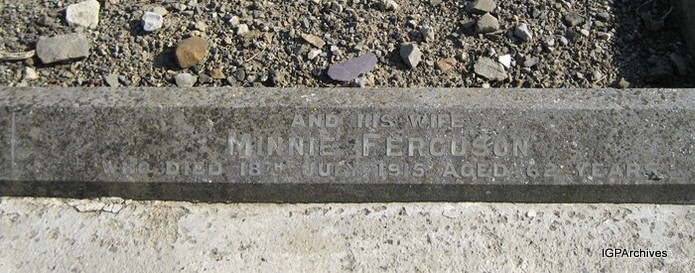 AND HIS WIFE
MINNIE FERGUSON
WHO DIED 18TH JULY 1915 AGED 62 YEARS
IGPArchives